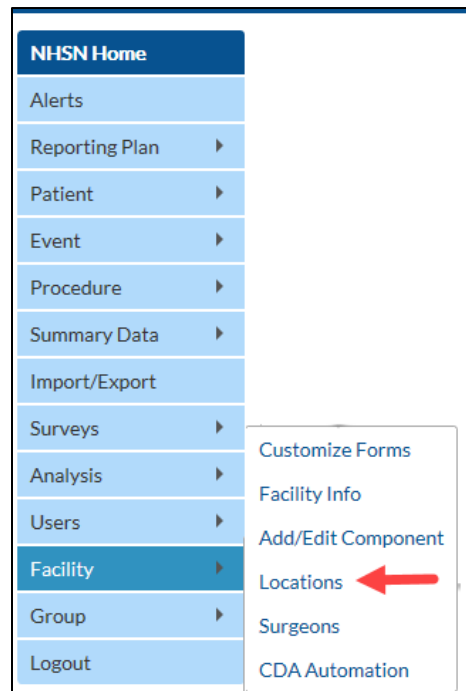 NHSN Home
Alerts
Reporting Plan
Patient
Event
Procedure
Summary Data
Import/Export
Surveys
Analysis
Users
Facility
Group
Logout
Customize Forms
Facility Info
Add/Edit Component
Locations
Surgeons
CDA Automation